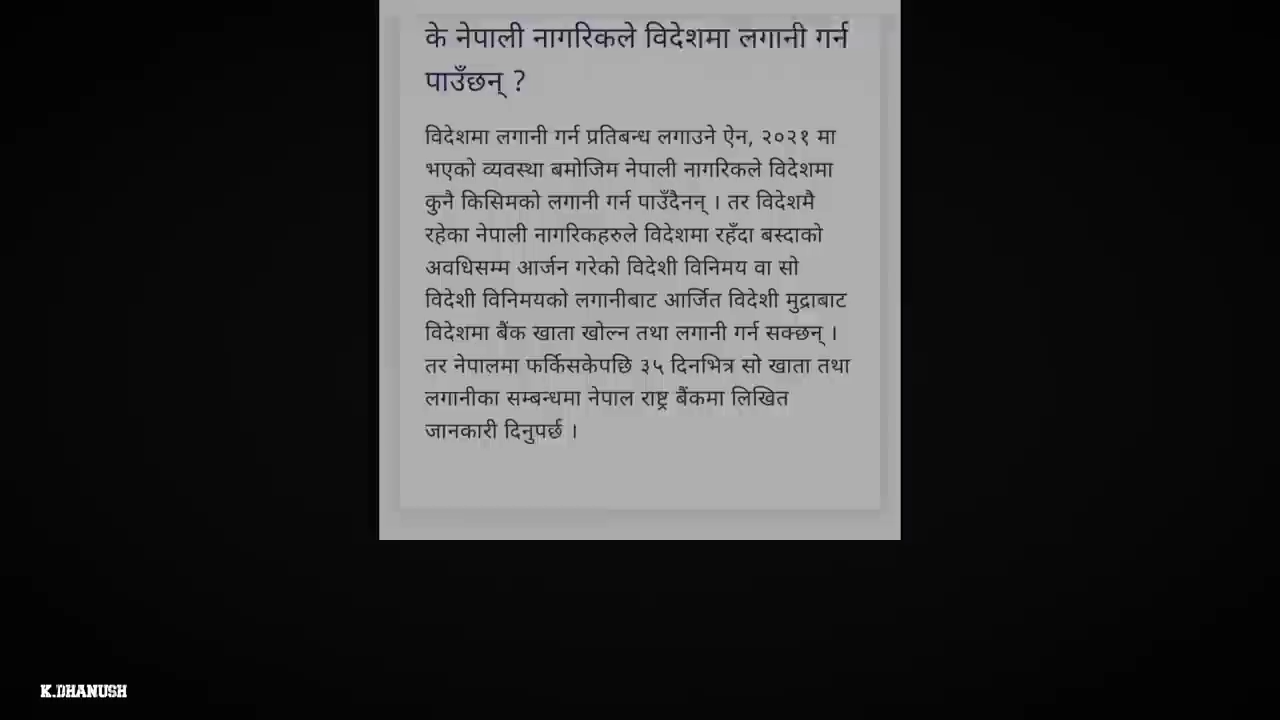 के नेपाली नागरिकले विदेशमा लगानी गर्न
पाउँछन् ?
विदेशमा लगानी गर्न प्रतिबन्ध लगाउने ऐन, २०२१ मा
भएको व्यवस्था बमोजिम नेपाली नागरिकले विदेशमा
कुनै किसिमको लगानी गर्न पाउँदैनन् । तर विदेशमै
रहेका नेपाली नागरिकहरुले विदेशमा रहँदा बस्दाको
अवधिसम्म आर्जन गरेको विदेशी विनिमय वा सो
विदेशी विनिमयको लगानीबाट आर्जित विदेशी मुद्राबाट
विदेशमा बैंक खाता खोल्न तथा लगानी गर्न सक्छन् ।
तर नेपालमा फर्किसकेपछि ३५ दिनभित्र सो खाता तथा
लगानीका सम्बन्धमा नेपाल राष्ट्र बैंकमा लिखित
जानकारी दिनुपर्छ ।
K.DHANUSH